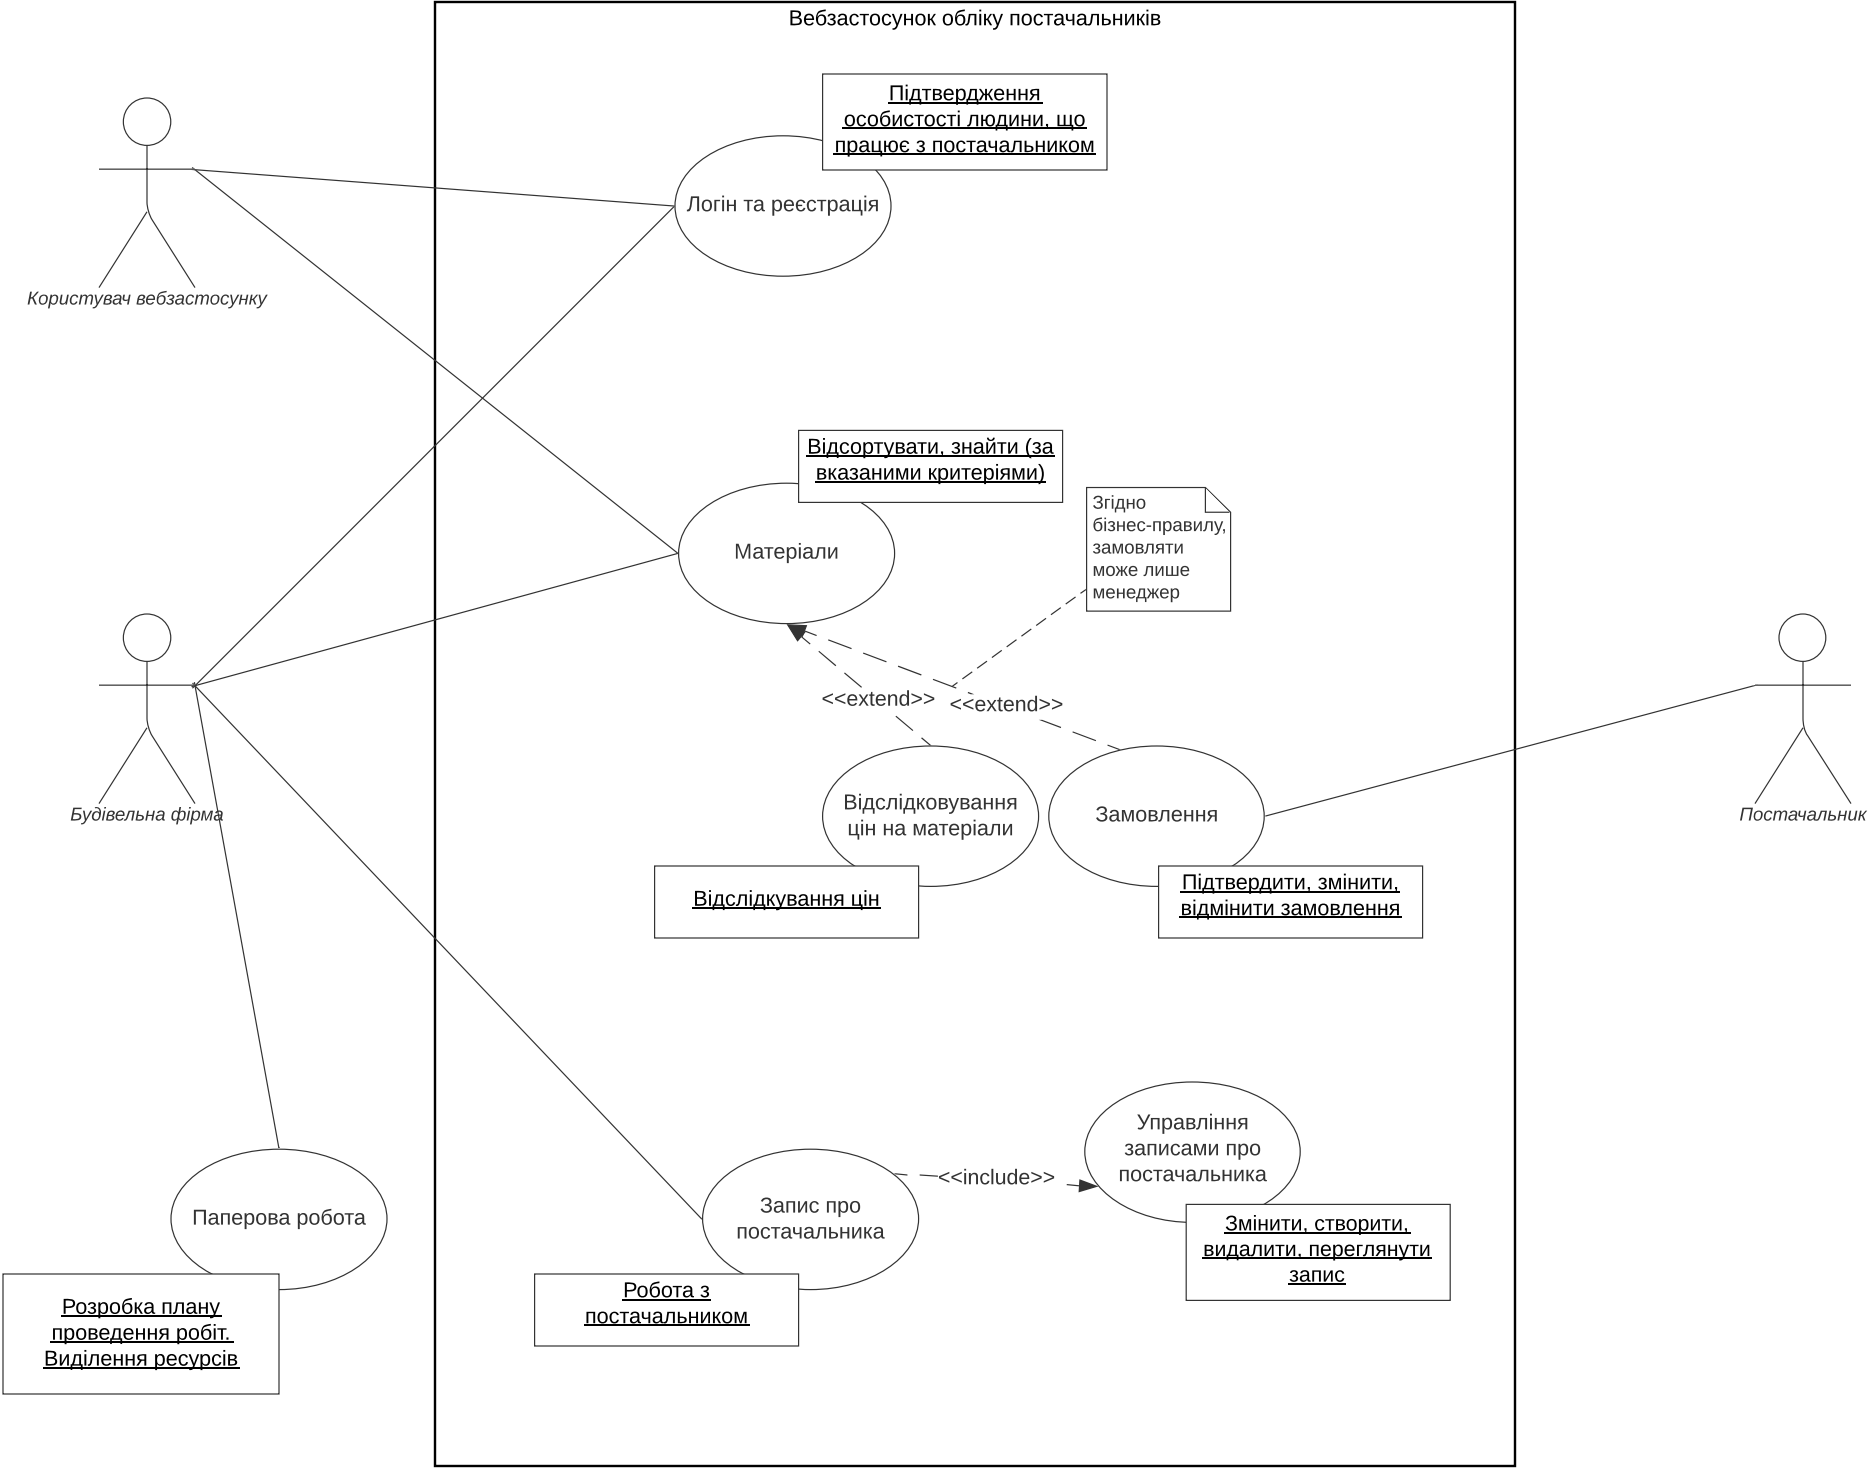 Вебзастосунок обліку постачальників
Підтвердження
особистості людини, що
працює з постачальником
Логін та реєстрація
Користувач вебзастосунку
Відсортувати, знайти (за
вказаними критеріями)
Матеріали
Згідно
бізнес-правилу,
замовляти
може лише
менеджер
<<extend>>
<<extend>>
Будівельна фірма
Відслідковування
цін на матеріали
Замовлення
Постачальник
Відслідкування цін
Підтвердити, змінити,
відмінити замовлення
Управління
записами про
постачальника
<<include>>
Паперова робота
Запис про
постачальника
Змінити, створити,
видалити, переглянути
запис
Розробка плану
проведення робіт.
Виділення ресурсів
Робота з
постачальником